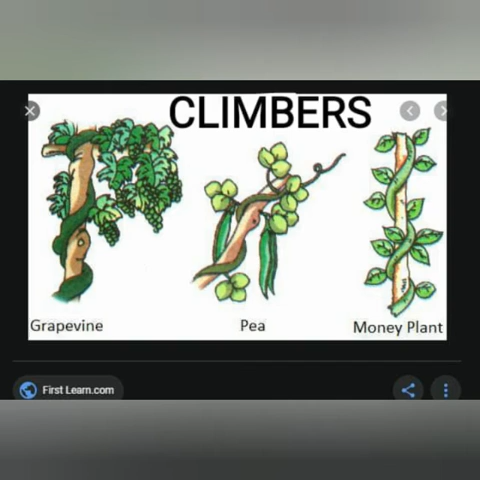 CLIMBERS
Grapevine
Pea
Money Plant
First Learn.com